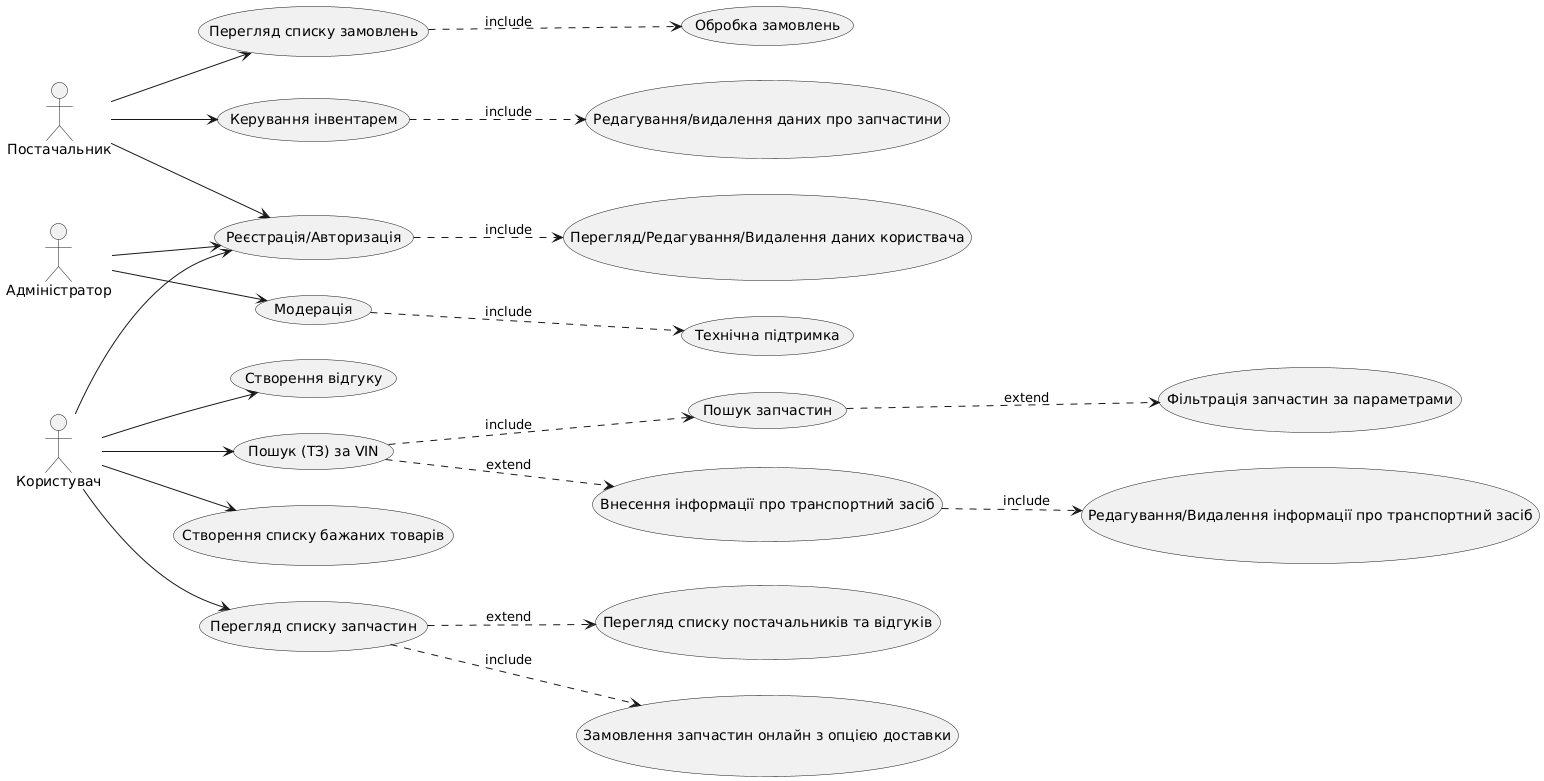 Перегляд списку замовлень
include
Обробка замовлень
Постачальник
Керування інвентарем
include
Редагування/видалення даних про запчастини
Реєстрація/Авторизація
include
Перегляд/Редагування/Видалення даних користвача
Адміністратор
Модерація
include
Технічна підтримка
Створення відгуку
Користувач
Пошук (ТЗ) за VIN
include
Пошук запчастин
extend
Фільтрація запчастин за параметрами
extend
Внесення інформації про транспортний засіб
include
Редагування/Видалення інформації про транспортний засіб
Створення списку бажаних товарів
Перегляд списку запчастин
extend
Перегляд списку постачальників та відгуків
include
Замовлення запчастин онлайн з опцією доставки